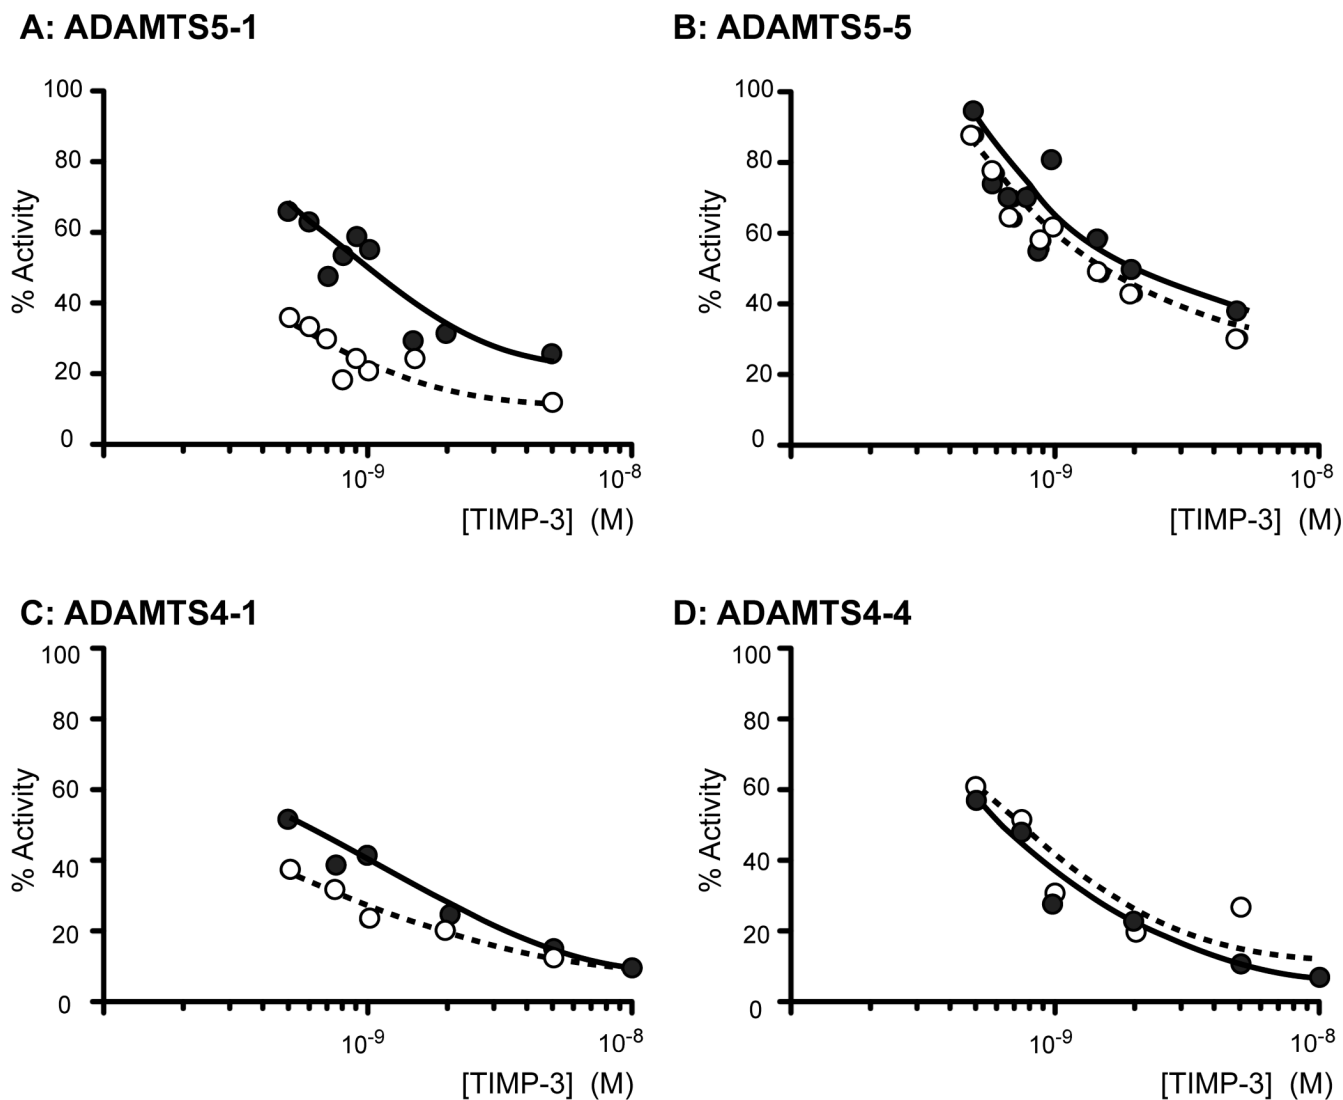 A: ADAMTS5-1
100
80
60
40
20
0
% Activity
10-9
10-8
[TIMP-3] (M)
B: ADAMTS5-5
100
80
60
40
20
0
% Activity
10-9
10-8
[TIMP-3] (M)
C: ADAMTS4-1
100
80
60
40
20
0
% Activity
10-9
10-8
[TIMP-3] (M)
D: ADAMTS4-4
100
80
60
40
20
0
% Activity
10-9
10-8
[TIMP-3] (M)